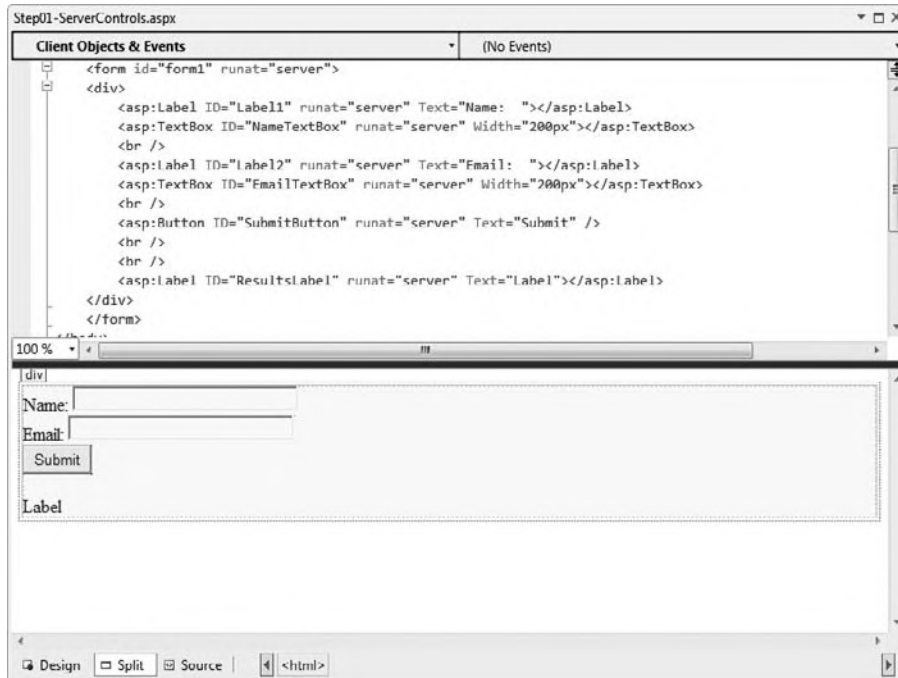 Step01-ServerControls.aspx
Client Objects & Events (No Events)
<form id="form1" runat="server">
<div>
<asp:Label ID="Label1" runat="server" Text="Name:  "></asp:Label>
<asp:TextBox ID="NameTextBox" runat="server" Width="200px"></asp:TextBox>
<br />
<asp:Label ID="Label2" runat="server" Text="Email:  "></asp:Label>
<asp:TextBox ID="EmailTextBox" runat="server" Width="200px"></asp:TextBox>
<br />
<asp:Button ID="SubmitButton" runat="server" Text="Submit" />
<br />
<br />
<asp:Label ID="ResultsLabel" runat="server" Text="Label"></asp:Label>
</div>
</form>
100 %
div
Name:
Email:
Submit
Label
Design Split Source <html>